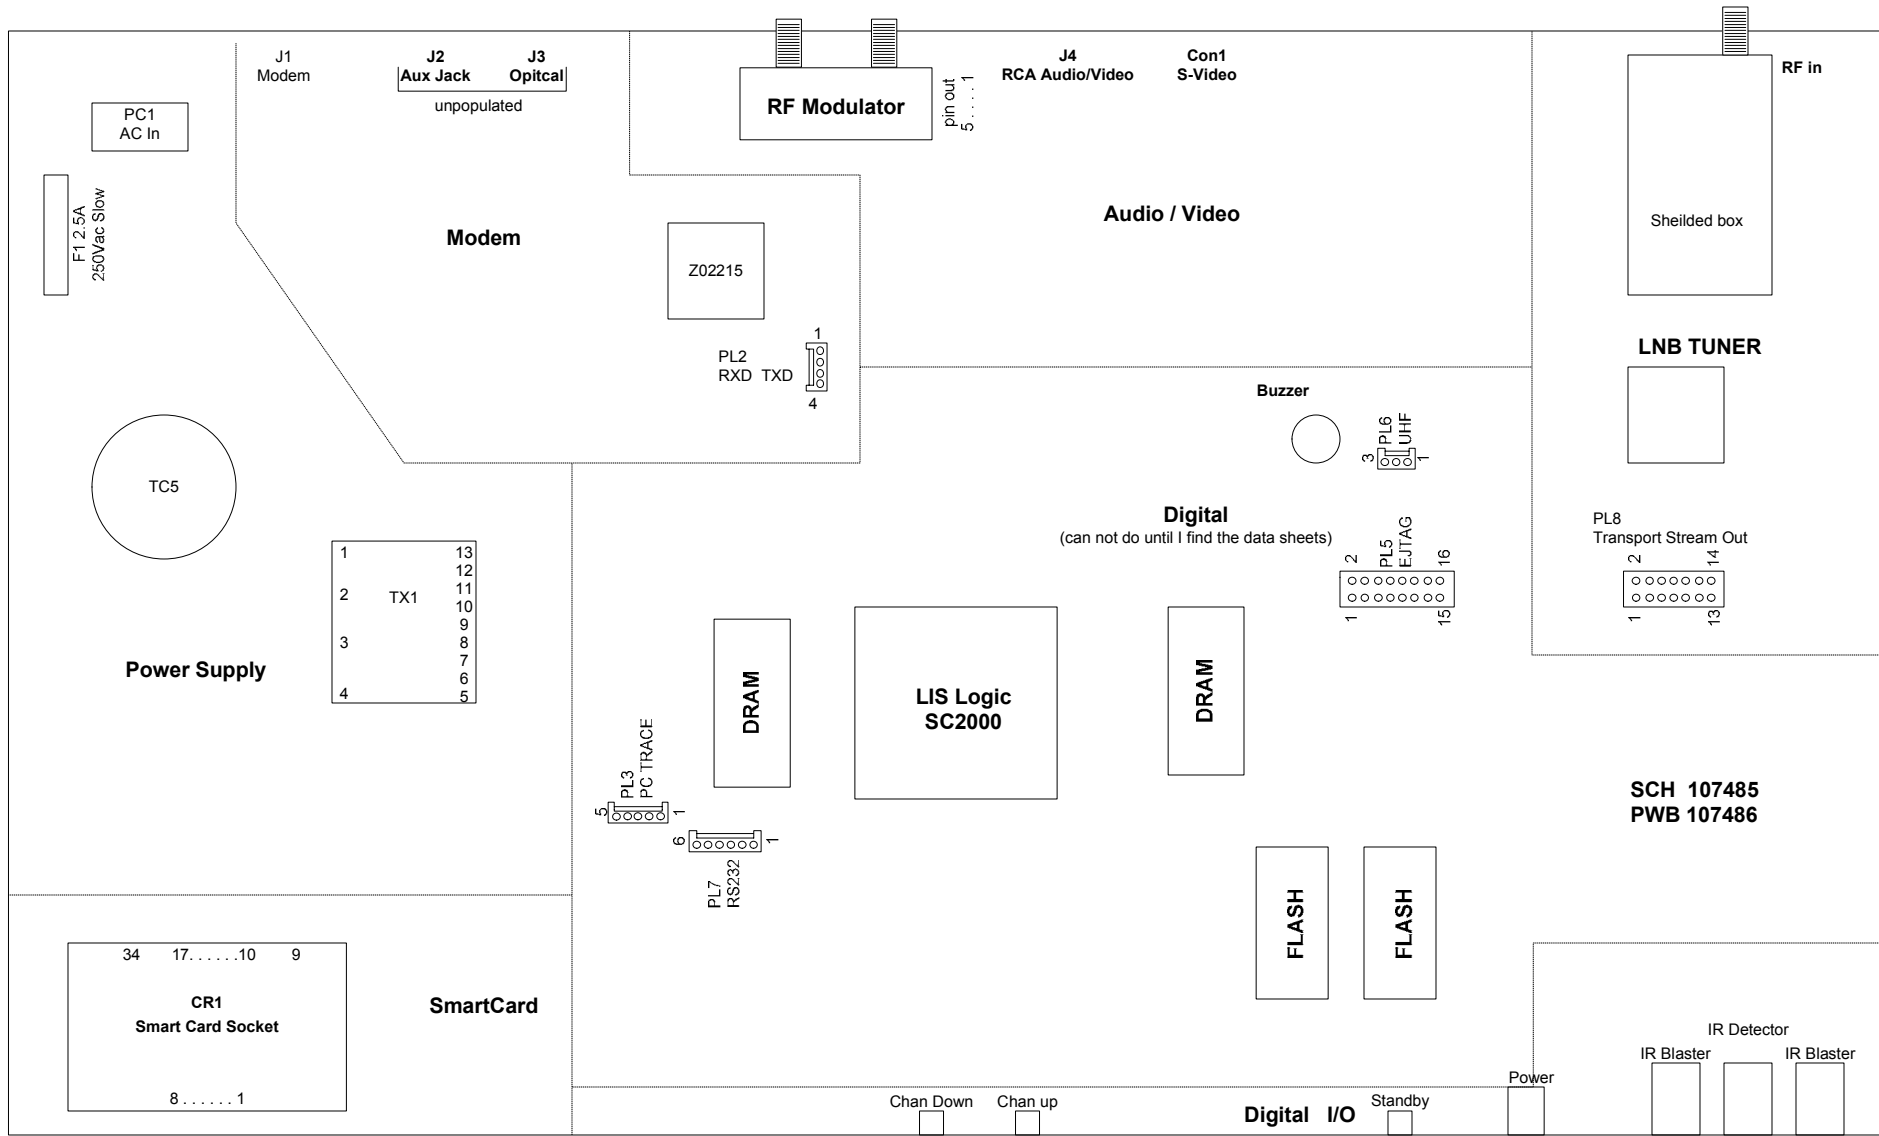 J1
Modem
J2
Aux Jack
J3
Opitcal
unpopulated
PC1
AC In
F1 2.5A
250Vac Slow
RF Modulator
pin out
5 . . . . 1
J4
RCA Audio/Video
Con1
S-Video
RF in
Sheilded box
Audio / Video
Modem
Z02215
PL2
RXD TXD
1
4
LNB TUNER
Buzzer
PL6
UHF
3
1
TC5
Digital
(can not do until I find the data sheets)
PL5
EJTAG
2
16
1
15
PL8
Transport Stream Out
2
14
1
13
TX1
1
2
3
4
13
12
11
10
9
8
7
6
5
Power Supply
DRAM
LIS Logic
SC2000
DRAM
PL3
PC TRACE
5
1
6
1
PL7
RS232
SCH 107485
PWB 107486
FLASH
FLASH
34 17. . . . . .10 9
CR1
Smart Card Socket
8 . . . . . . 1
SmartCard
IR Detector
IR Blaster
IR Blaster
Power
Chan Down
Chan up
Digital I/O
Standby